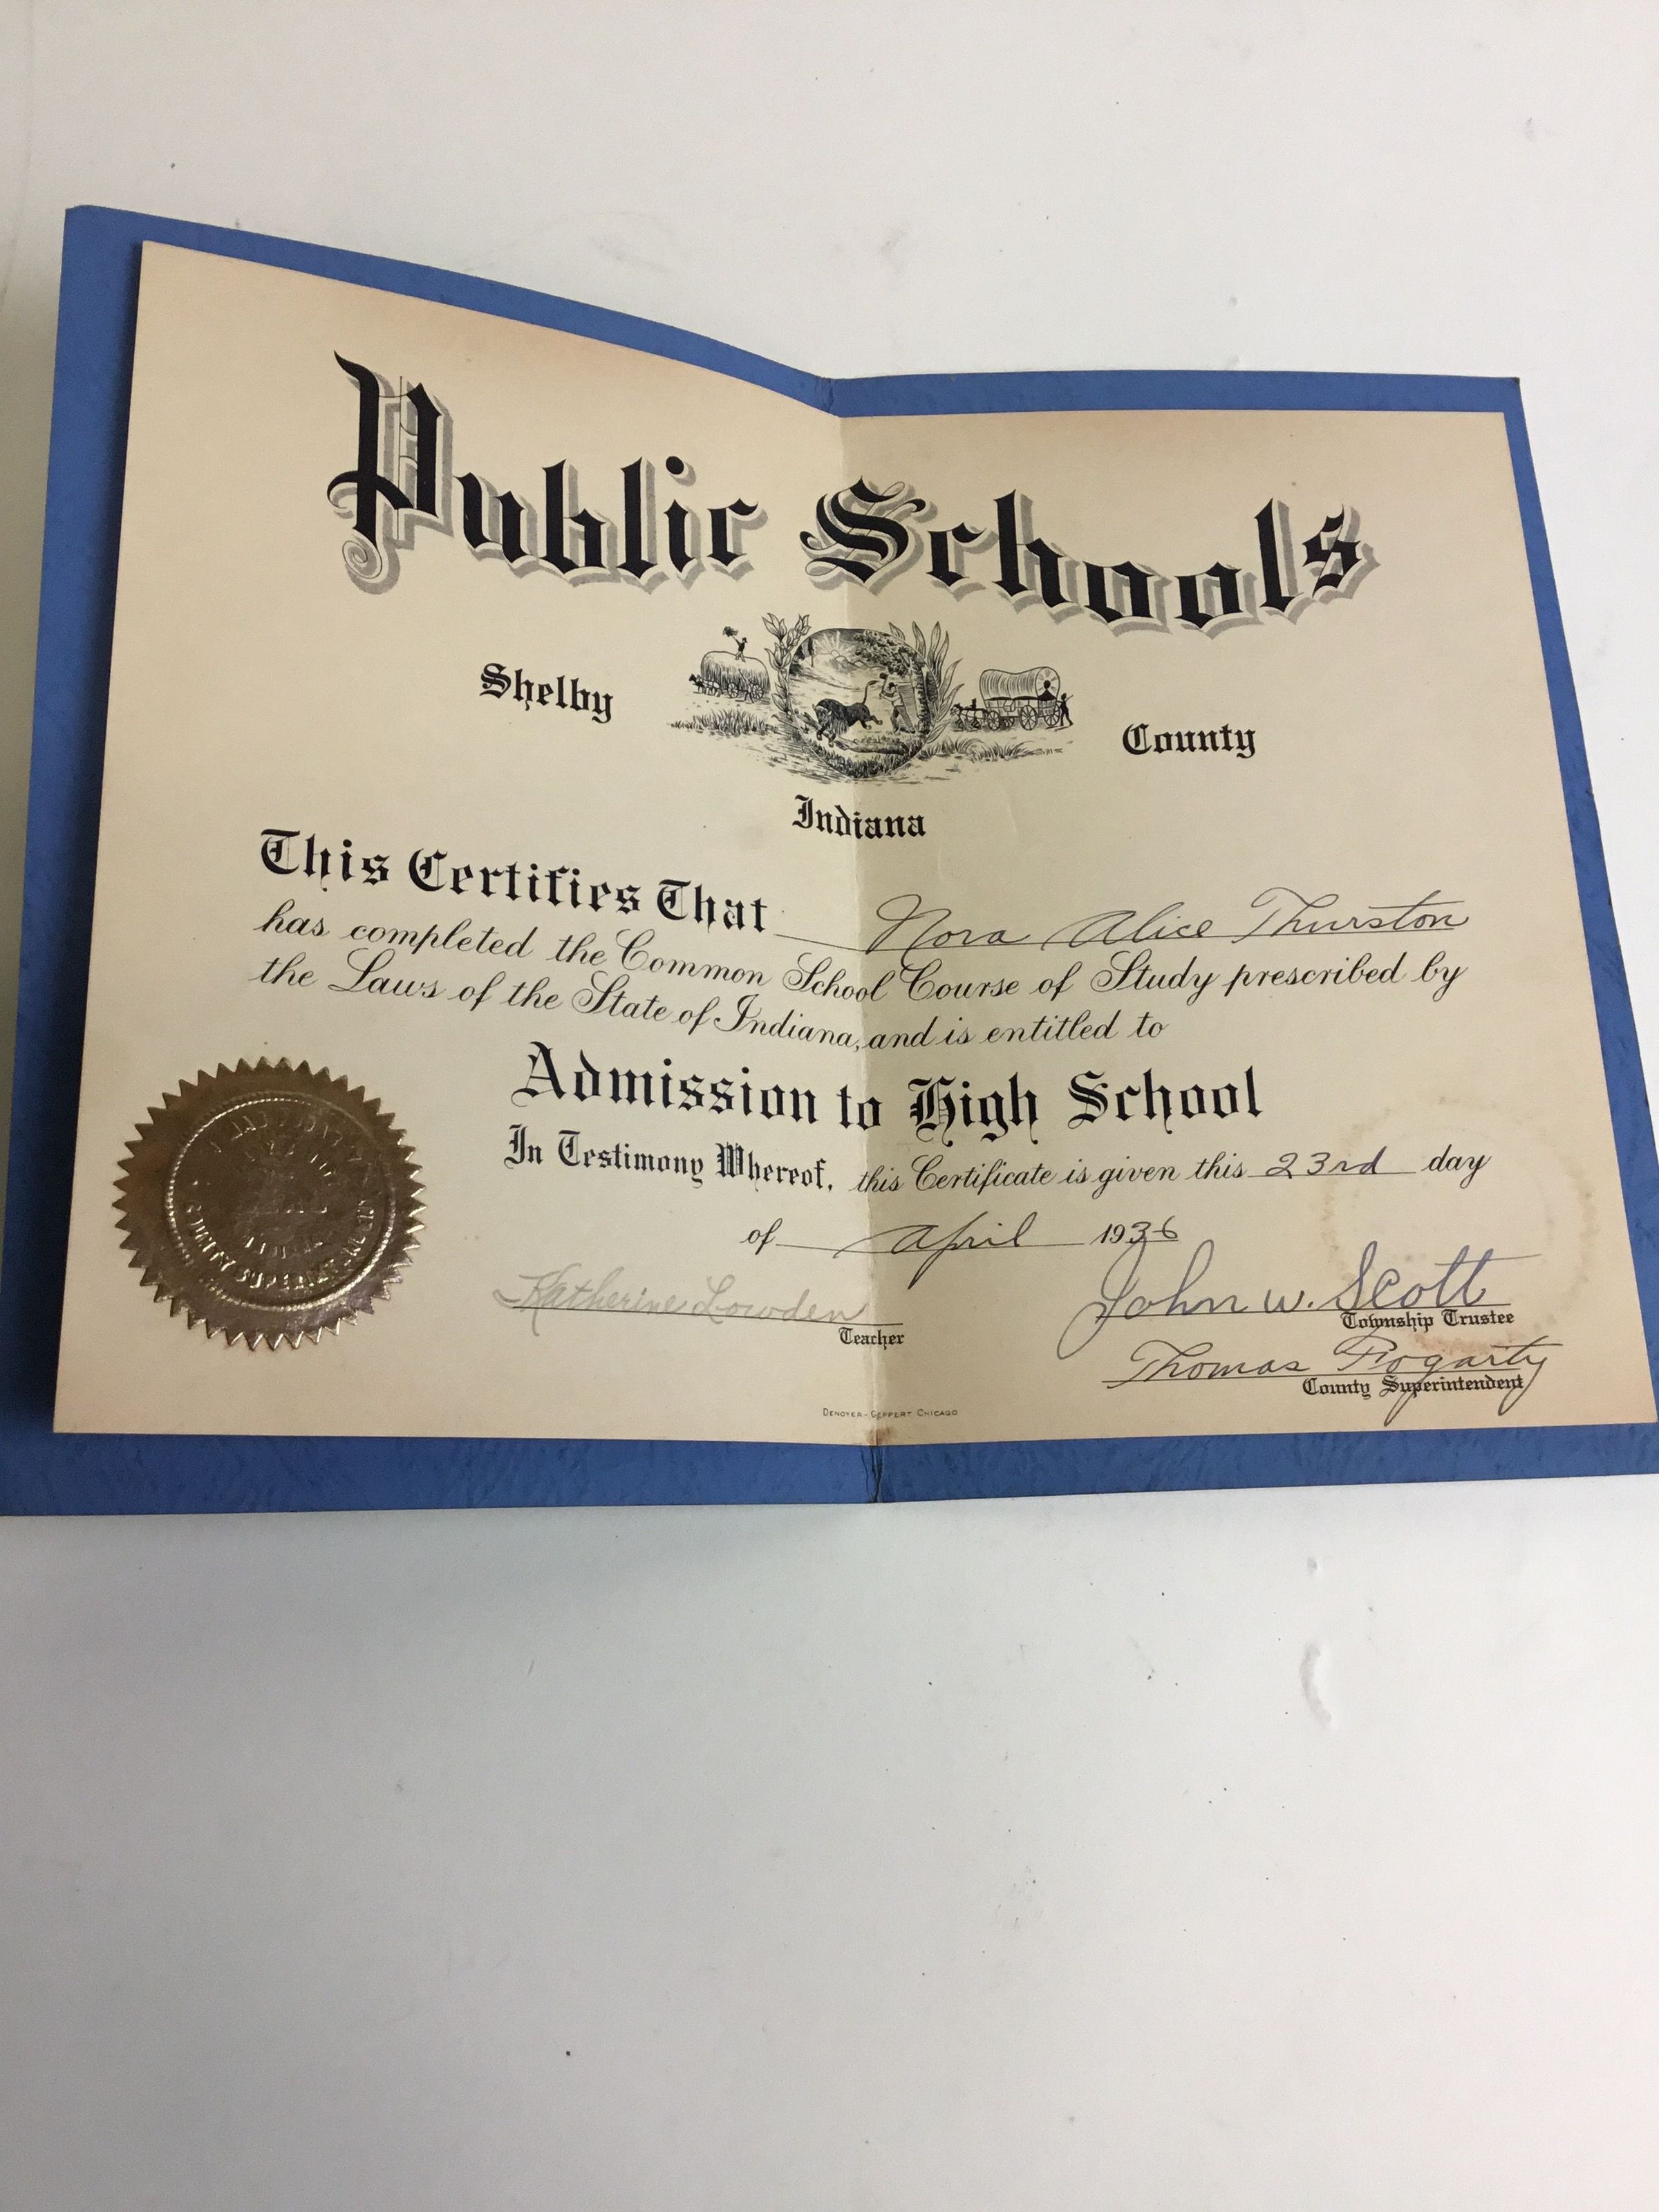 Public Schools
Shelby County
Indiana
This Certifies That Nora Alice Thurston
has completed the Common School Course of Study prescribed by
the Laws of the State of Indiana, and is entitled to
Admission to High School
In Testimony Whereof, this Certificate is given this 23rd day
of April 1936
Katherine Lowden
Teacher
John W. Scott
Township Trustee
Thomas Fogarty
County Superintendent
Denoyer-Geppert Chicago